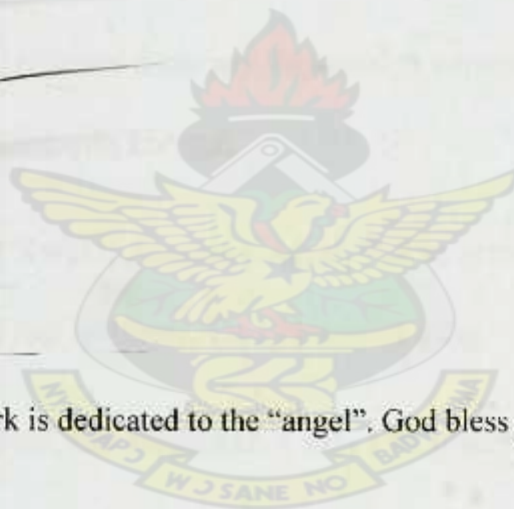 rk is dedicated to the “angel”. God bless
W Ɔ SANE NO